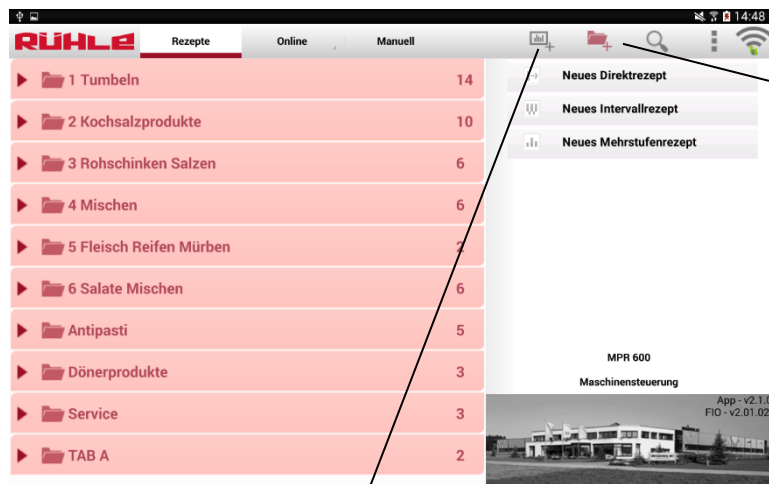 14:48
RÜHLE Rezepte Online Manuell
1 Tumbeln 14
2 Kochsalzprodukte 10
3 Rohschinken Salzen 6
4 Mischen 6
5 Fleisch Reifen Mürben 2
6 Salate Mischen 6
Antipasti 5
Dönerprodukte 3
Service 3
TAB A 2
Neues Direktrezept
Neues Intervallrezept
Neues Mehrstufenrezept
MPR 600
Maschinensteuerung
App - v2.1.0
FIO - v2.01.02